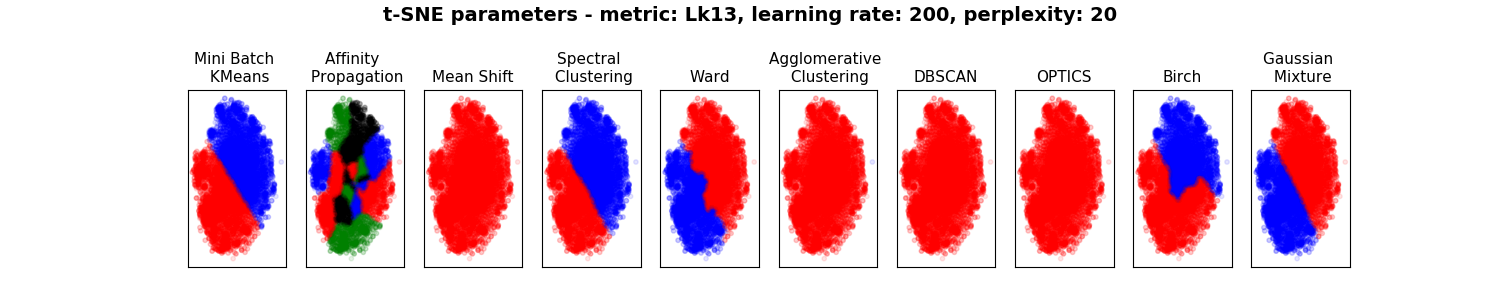 t-SNE parameters - metric: Lk13, learning rate: 200, perplexity: 20
Mini Batch
KMeans
Affinity
Propagation
Mean Shift
Spectral
Clustering
Ward
Agglomerative
Clustering
DBSCAN
OPTICS
Birch
Gaussian
Mixture